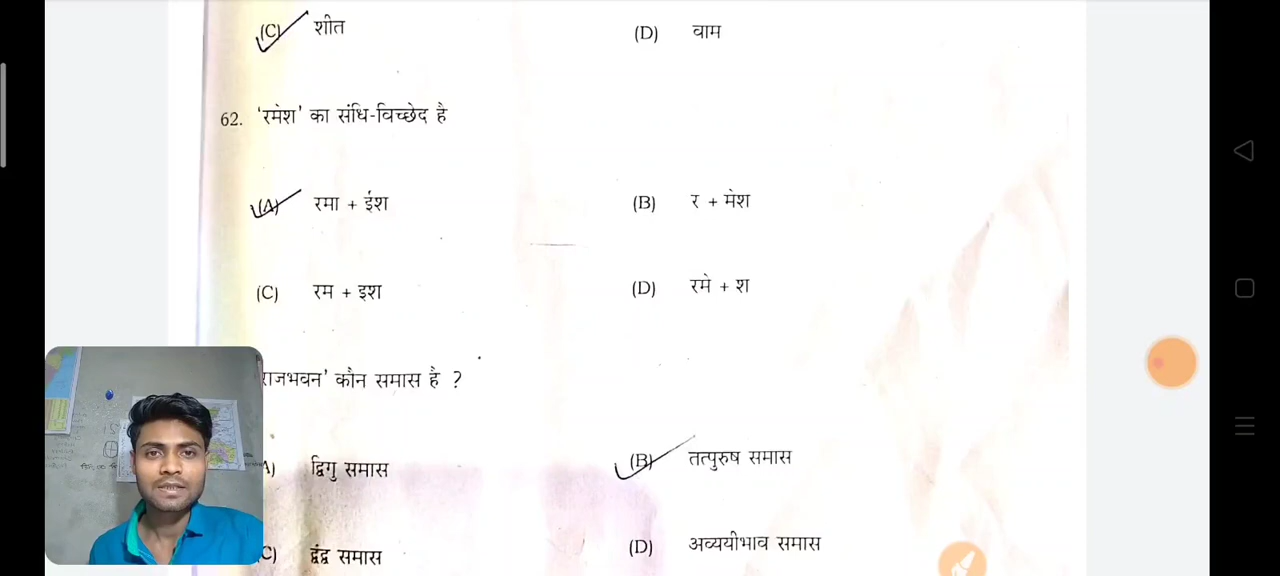 (C) शीत (D) वाम
62. 'रमेश' का संधि-विच्छेद है
(A) रमा + ईश (B) र + मेश
(C) रम + इश (D) रमे + श
राजभवन' कौन समास है ?
A) द्विगु समास (B) तत्पुरुष समास
C) द्वंद्व समास (D) अव्ययीभाव समास